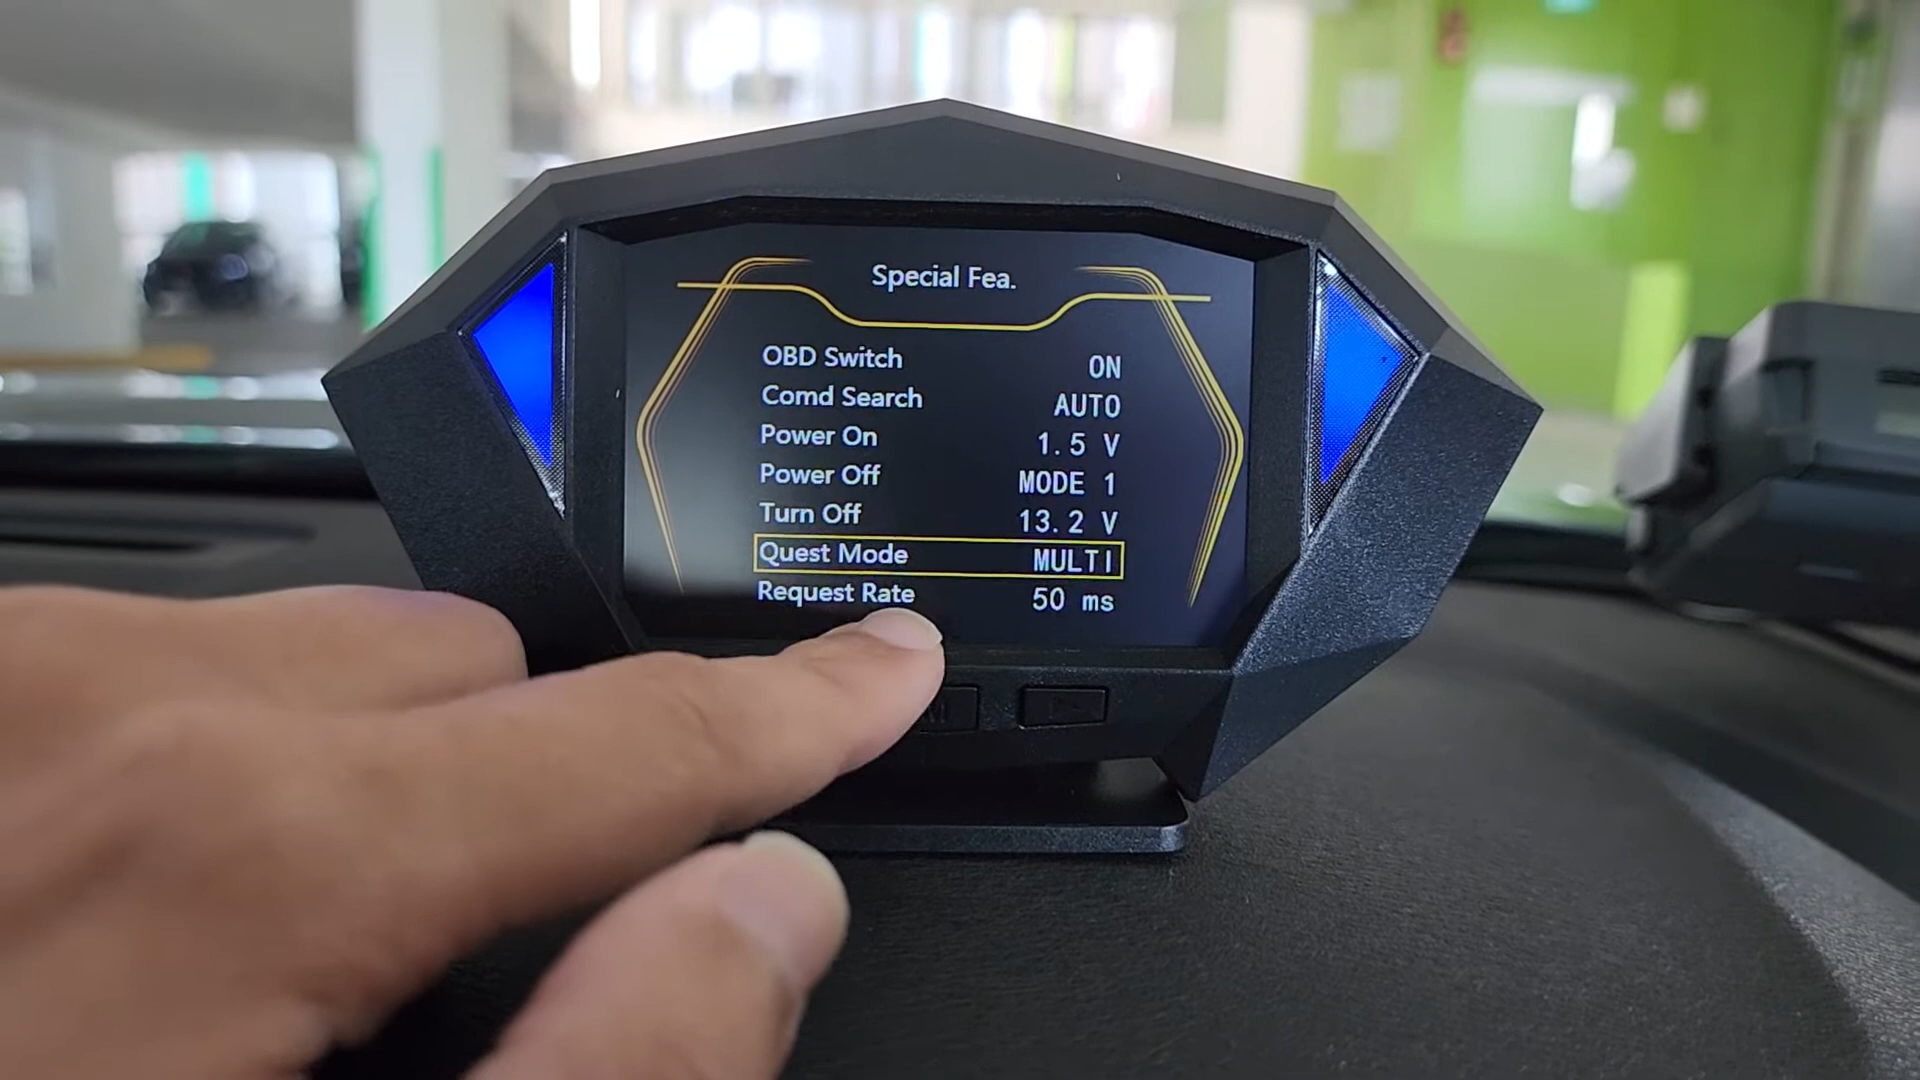 Special Fea.
OBD Switch ON
Comd Search AUTO
Power On 1.5 V
Power Off MODE 1
Turn Off 13.2 V
Quest Mode MULTI
Request Rate 50 ms